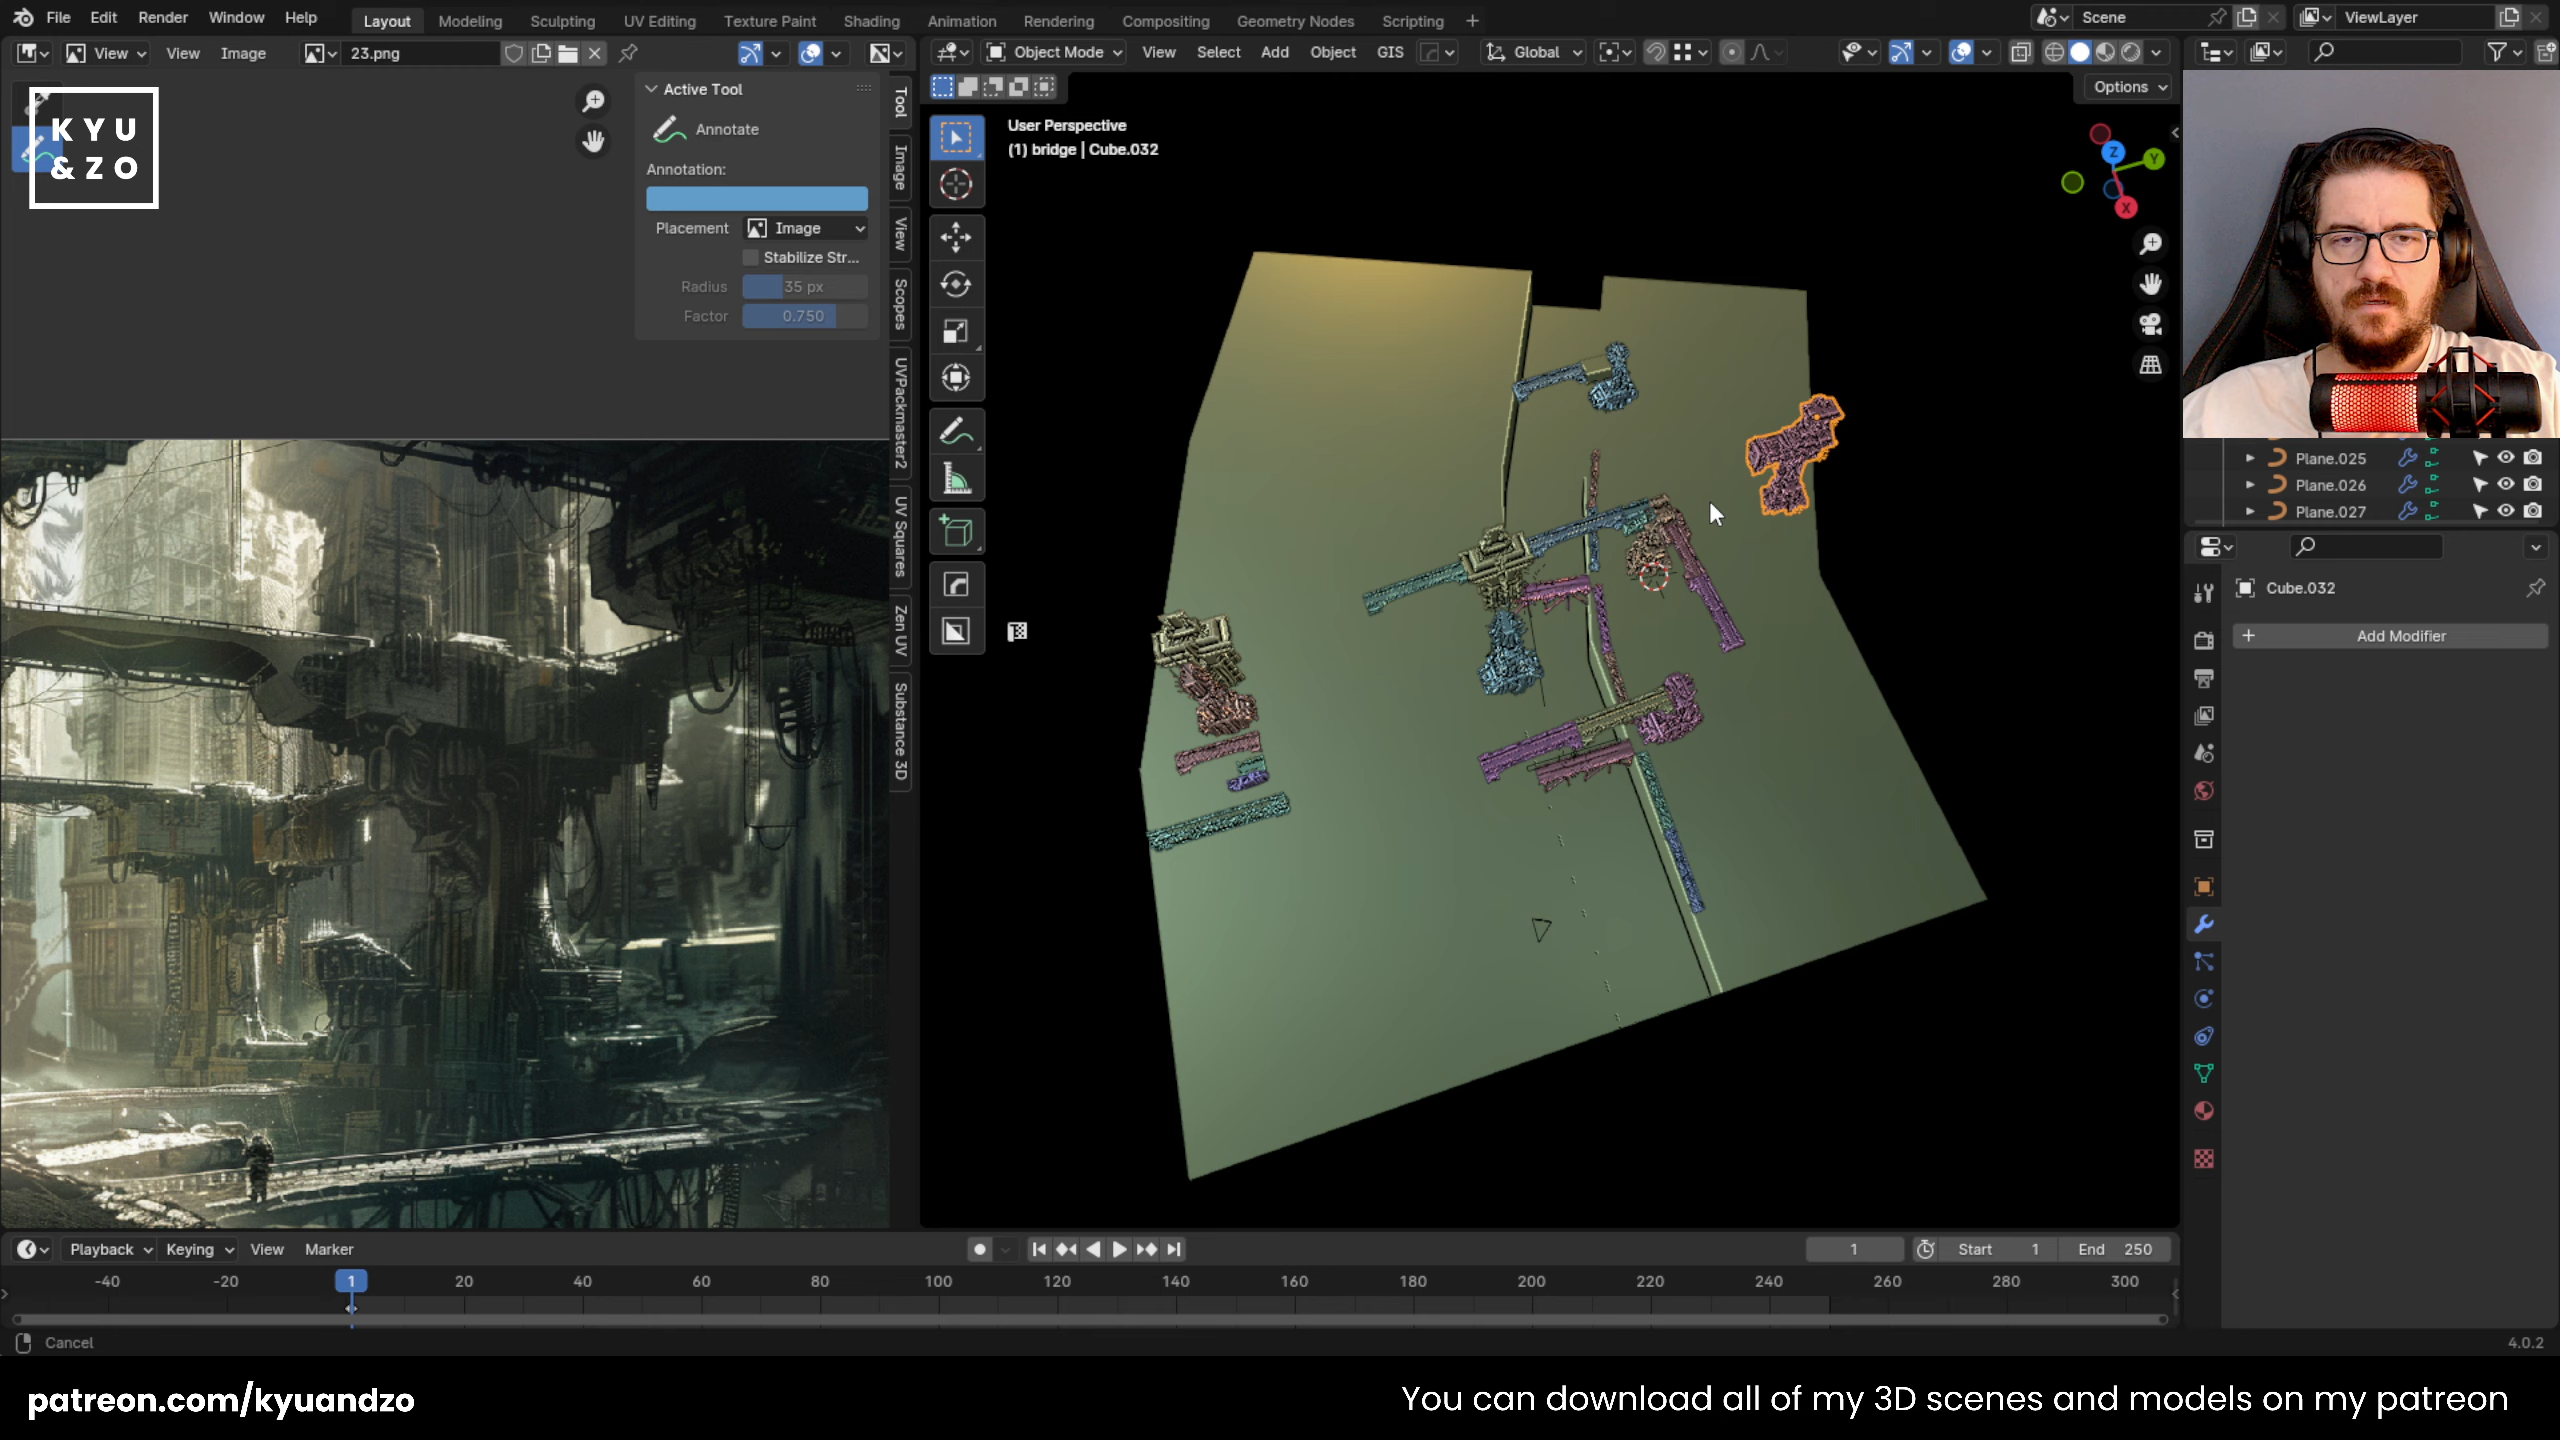 File Edit Render Window Help Layout Modeling Sculpting UV Editing Texture Paint Shading Animation Rendering Compositing Geometry Nodes Scripting + Scene ViewLayer
View View Image 23.png Object Mode View Select Add Object GIS Global
Options
KYU
&ZO
Active Tool
Annotate
Annotation:
Placement Image
Stabilize Str...
Radius 35 px
Factor 0.750
Tool
Image
View
Scopes
UVPackmaster2
UV Squares
Zen UV
Substance 3D
User Perspective
(1) bridge | Cube.032
Z
Y
X
Plane.025
Plane.026
Plane.027
Cube.032
+ Add Modifier
Playback Keying View Marker 1 Start 1 End 250
-40 -20 1 20 40 60 80 100 120 140 160 180 200 220 240 260 280 300
Cancel 4.0.2
patreon.com/kyuandzo
You can download all of my 3D scenes and models on my patreon